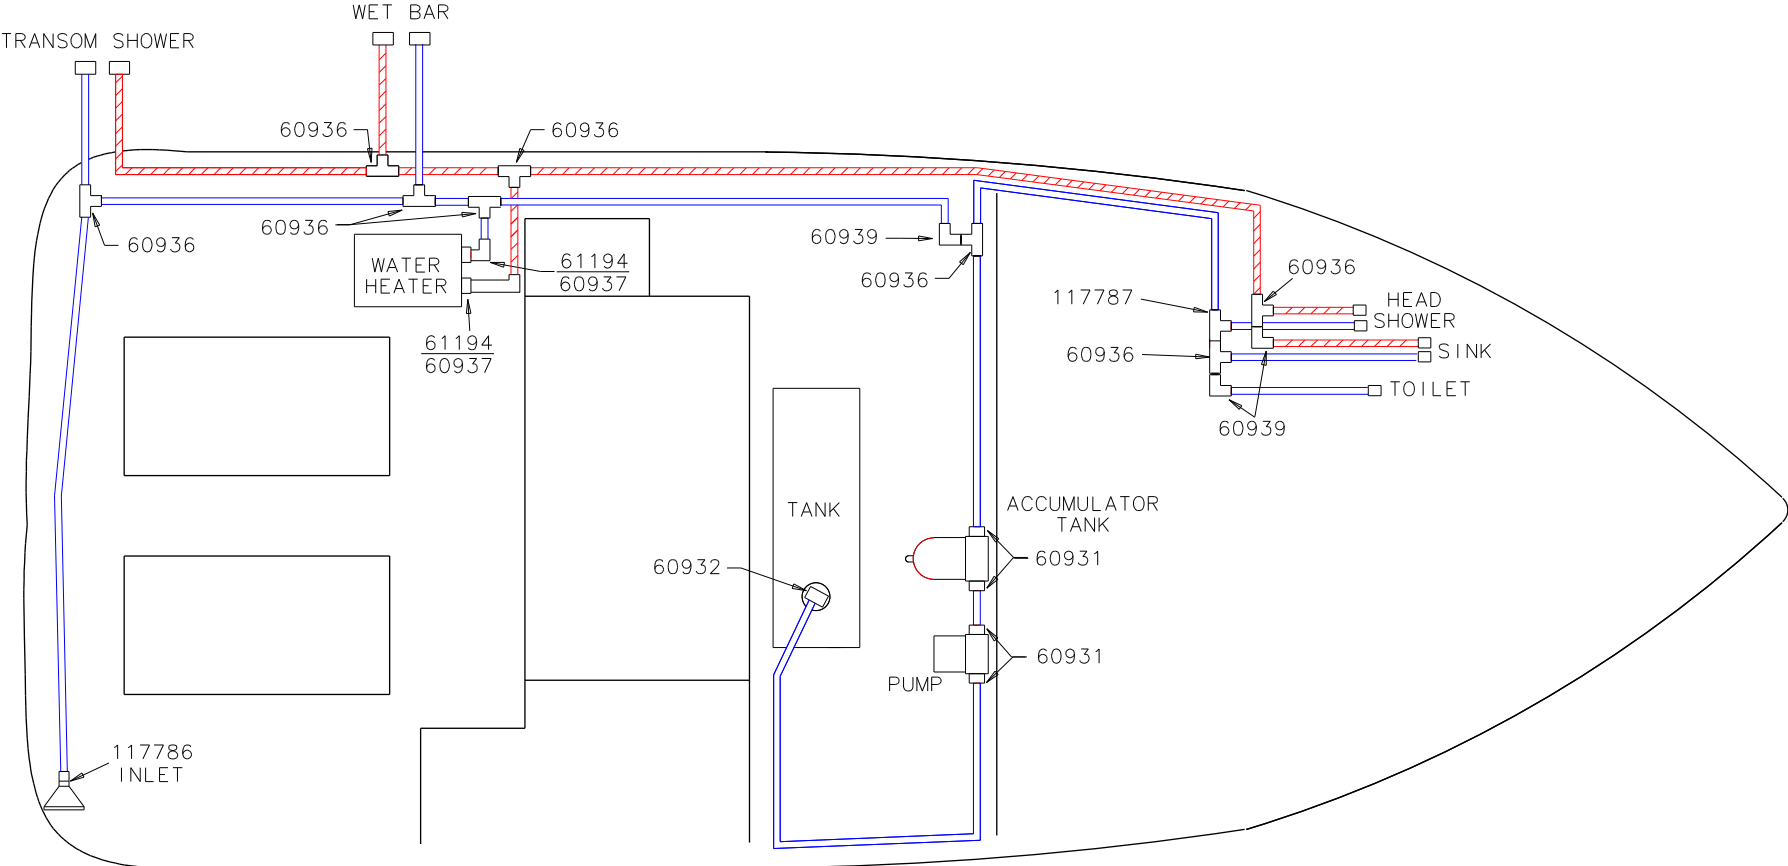 WET BAR
TRANSOM SHOWER
60936
60936
60936
60936
60939
60936
WATER
HEATER
61194
60937
61194
60937
60936
117787
HEAD
SHOWER
60936
SINK
TOILET
60939
TANK
ACCUMULATOR
TANK
60931
60932
60931
PUMP
117786
INLET